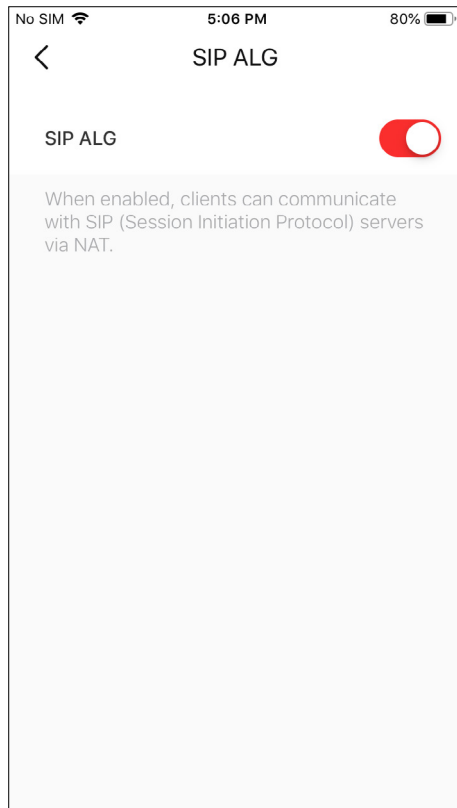 No SIM 5:06 PM 80%
SIP ALG
SIP ALG
When enabled, clients can communicate
with SIP (Session Initiation Protocol) servers
via NAT.